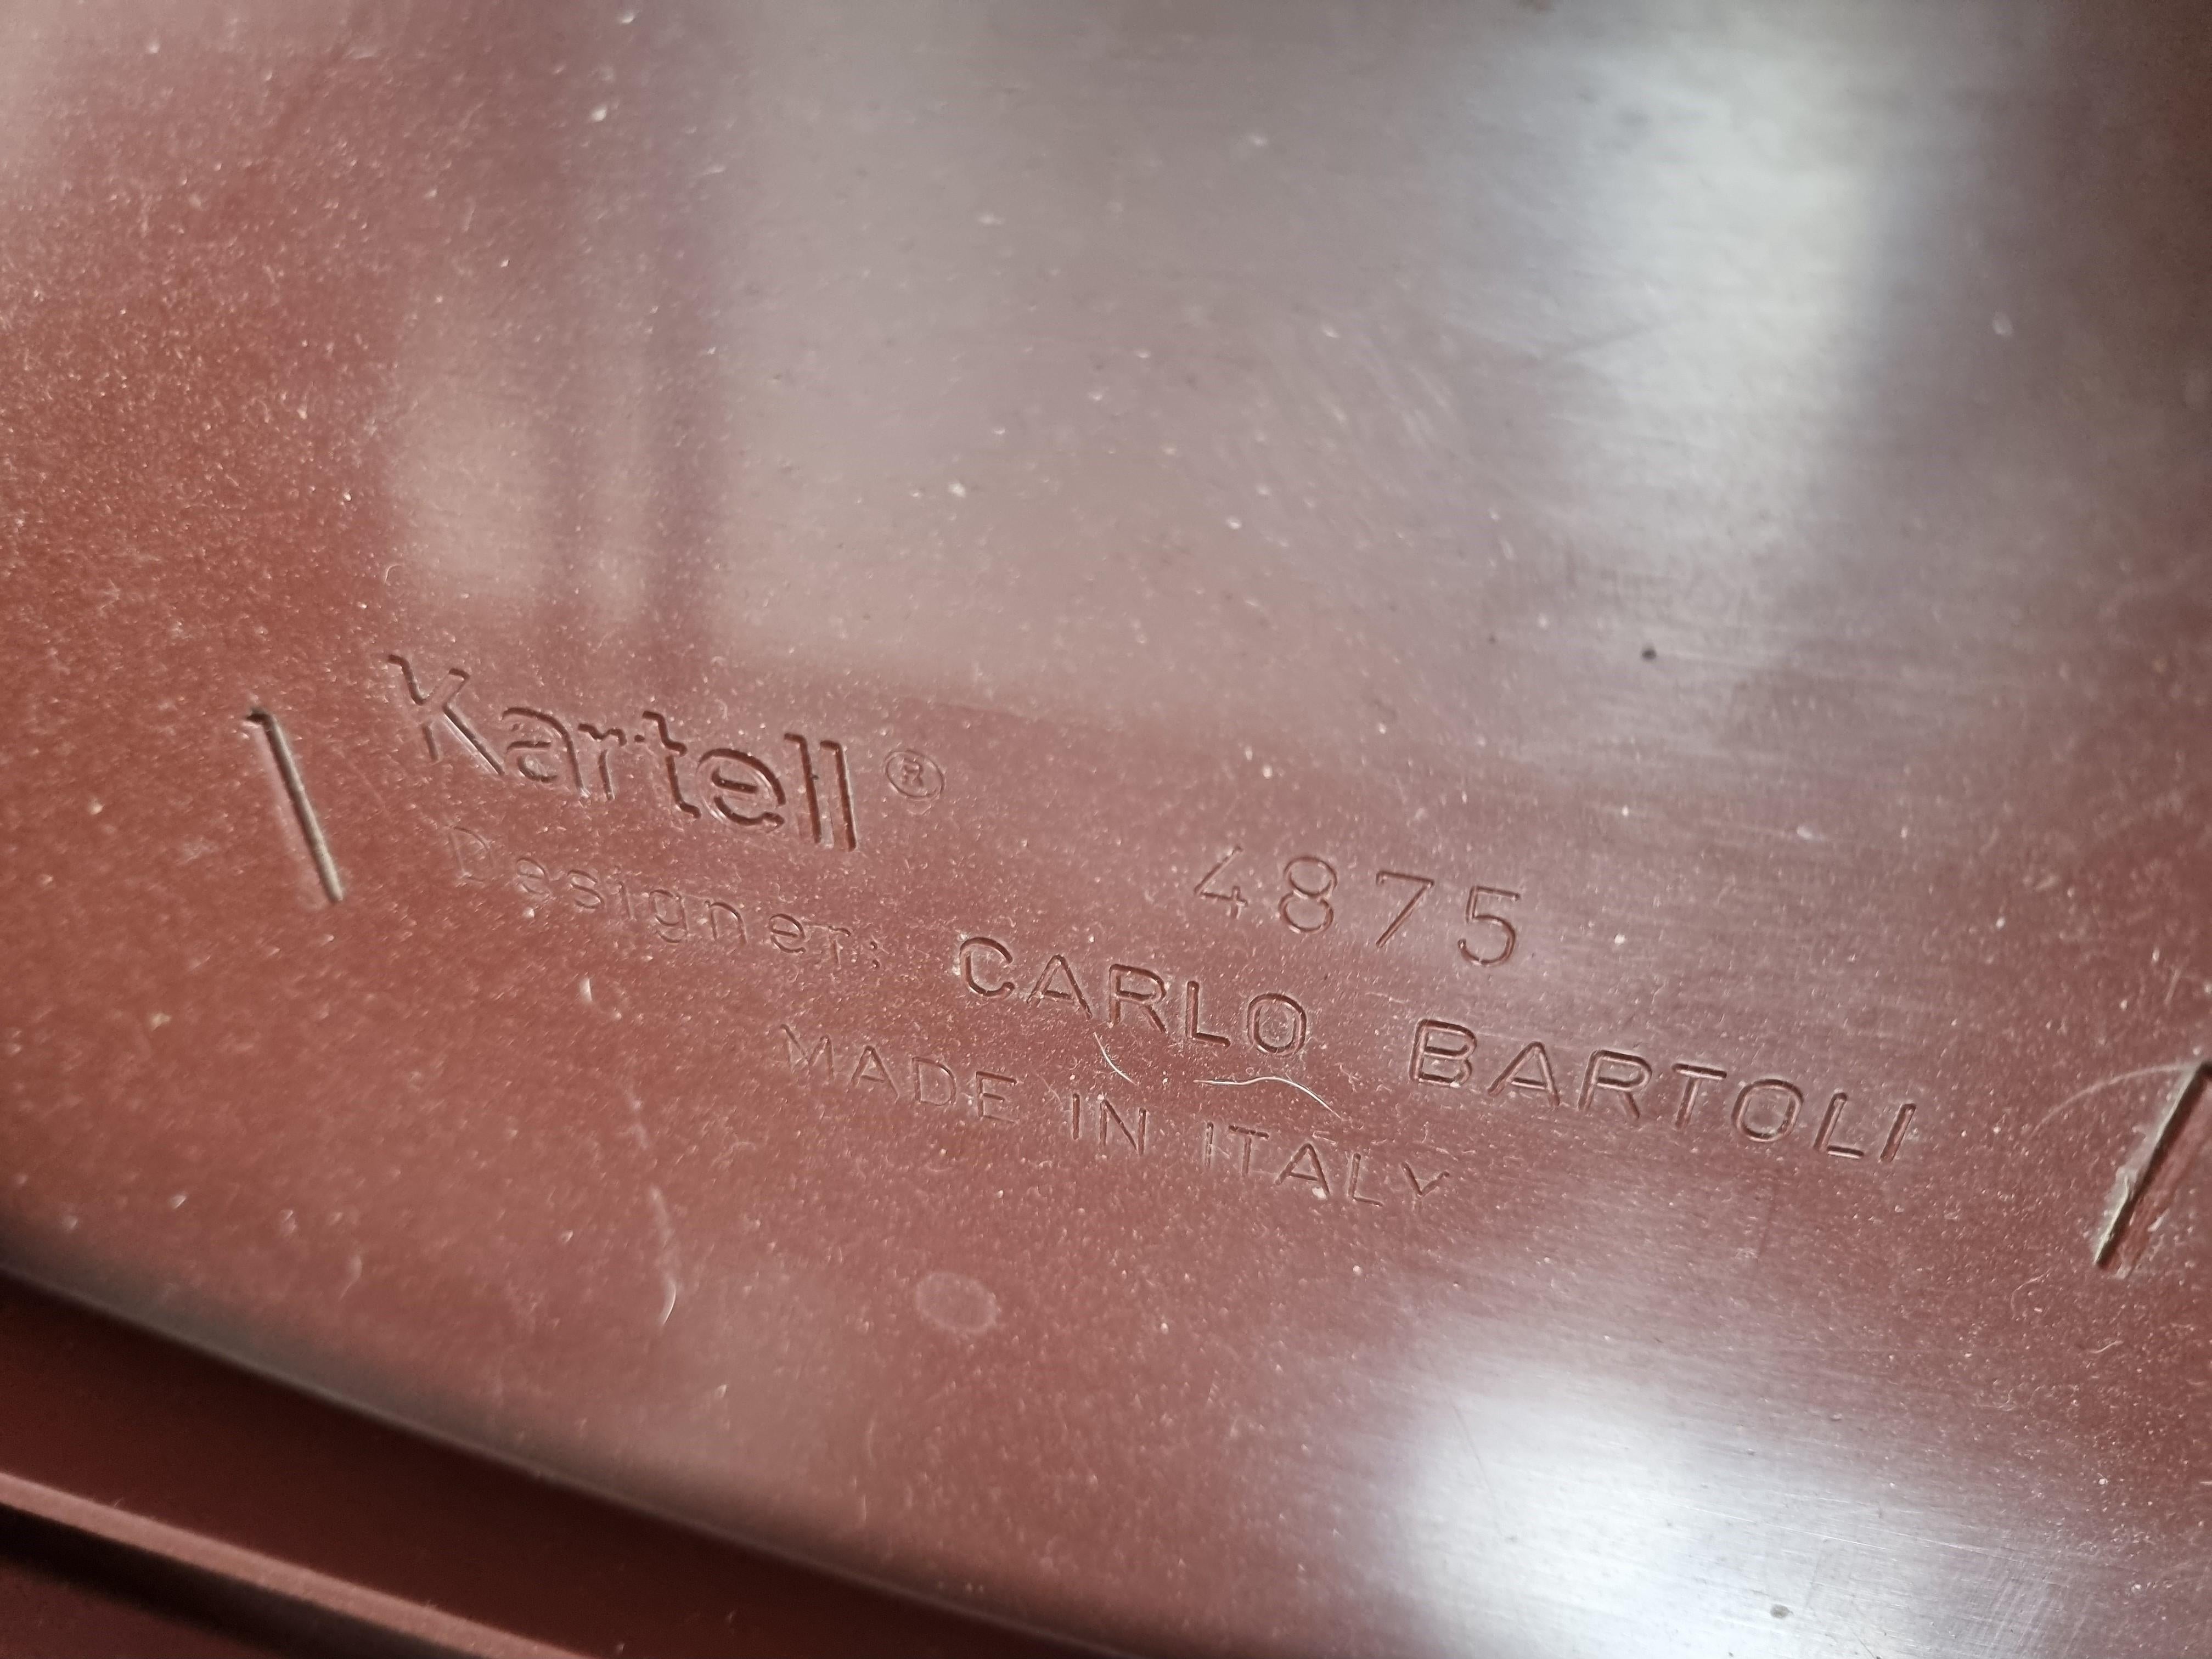 Kartell®
4875
Designer: CARLO BARTOLI
MADE IN ITALY